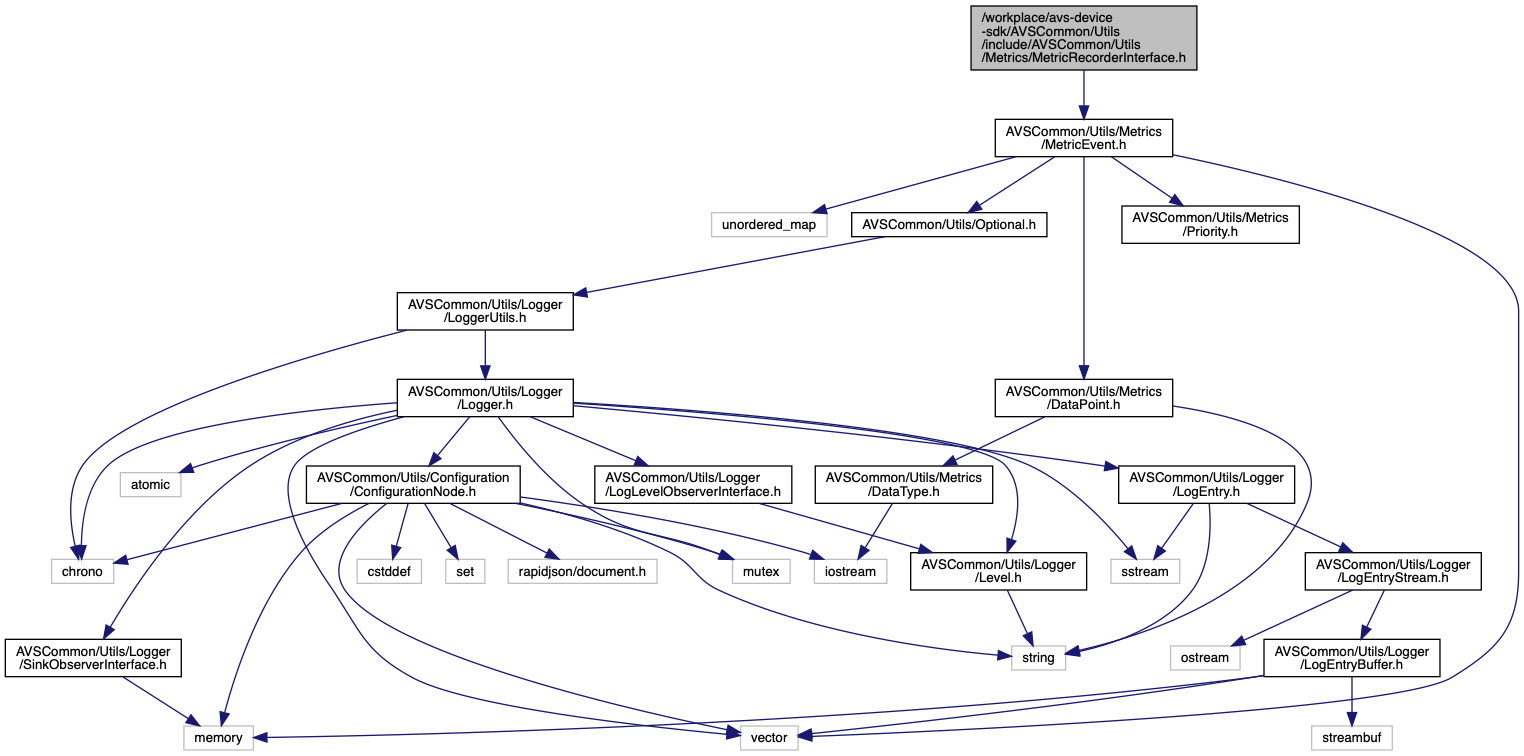 /workplace/avs-device
-sdk/AVSCommon/Utils
/include/AVSCommon/Utils
/Metrics/MetricRecorderInterface.h
AVSCommon/Utils/Metrics
/MetricEvent.h
unordered_map
AVSCommon/Utils/Optional.h
AVSCommon/Utils/Metrics
/Priority.h
AVSCommon/Utils/Logger
/LoggerUtils.h
AVSCommon/Utils/Logger
/Logger.h
AVSCommon/Utils/Metrics
/DataPoint.h
atomic
AVSCommon/Utils/Configuration
/ConfigurationNode.h
AVSCommon/Utils/Logger
/LogLevelObserverInterface.h
AVSCommon/Utils/Metrics
/DataType.h
AVSCommon/Utils/Logger
/LogEntry.h
chrono
cstddef
set
rapidjson/document.h
mutex
iostream
AVSCommon/Utils/Logger
/Level.h
sstream
AVSCommon/Utils/Logger
/LogEntryStream.h
AVSCommon/Utils/Logger
/SinkObserverInterface.h
string
ostream
AVSCommon/Utils/Logger
/LogEntryBuffer.h
memory
vector
streambuf